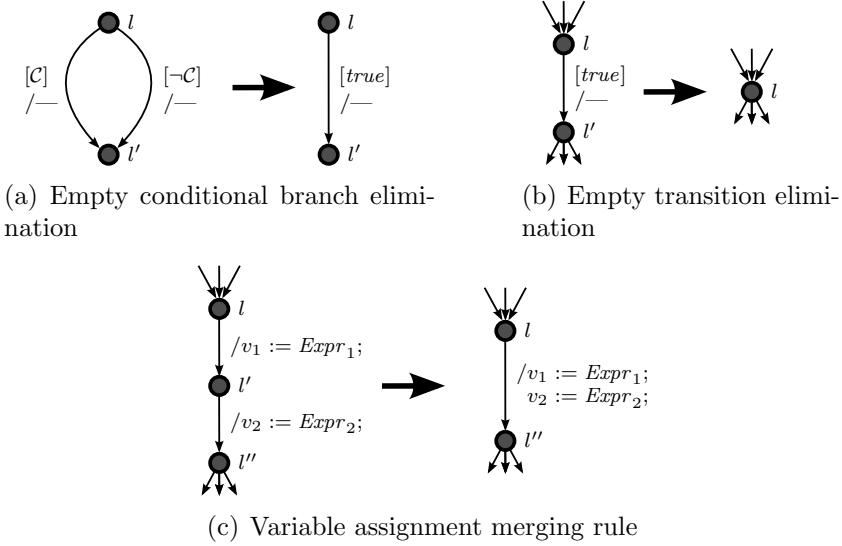 l
[𝒞]
/—
[¬𝒞]
/—
l′
l
[true]
/—
l′
(a) Empty conditional branch elimi-
nation
l
[true]
/—
l′
l
(b) Empty transition elimi-
nation
l
/v₁ := Expr₁;
l′
/v₂ := Expr₂;
l′′
l
/v₁ := Expr₁;
v₂ := Expr₂;
l′′
(c) Variable assignment merging rule